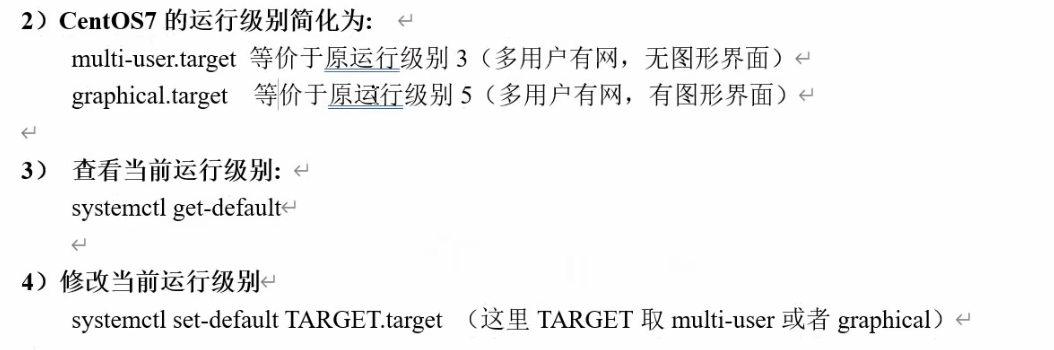 2）CentOS7 的运行级别简化为:
multi-user.target 等价于原运行级别 3（多用户有网，无图形界面）
graphical.target 等价于原运行级别 5（多用户有网，有图形界面）
3） 查看当前运行级别:
systemctl get-default
4）修改当前运行级别
systemctl set-default TARGET.target （这里 TARGET 取 multi-user 或者 graphical）